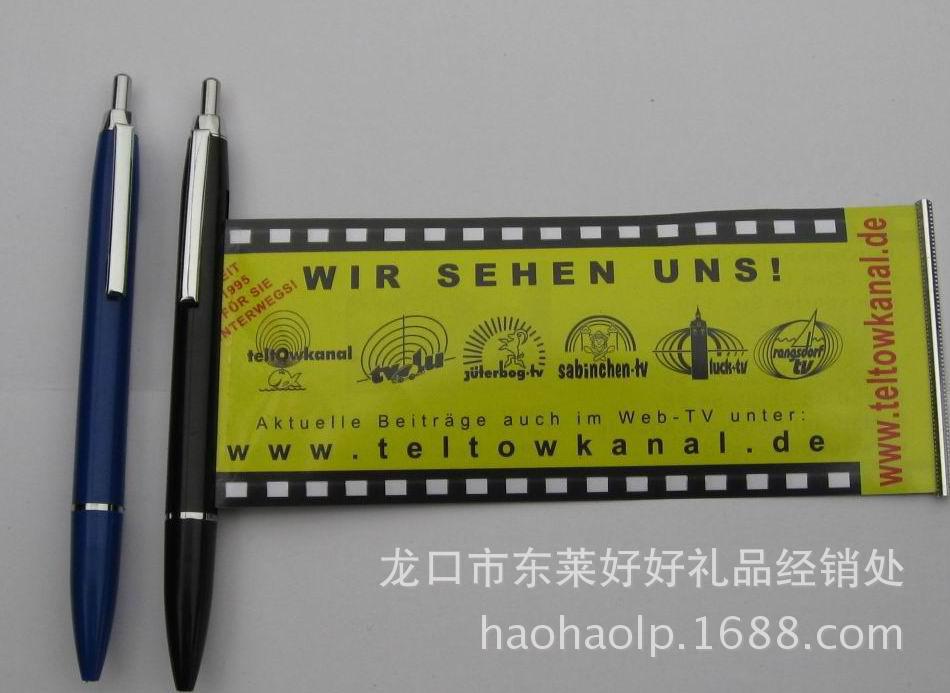 WIR SEHEN UNS!
EIT
1995
FÜR SIE
NTERWEGS!
teltowkanal
jüterbog-tv
sabinchen-tv
luck-tv
rangsdorf
tv
Aktuelle Beiträge auch im Web-TV unter:
www.teltowkanal.de
www.teltowkanal.de
龙口市东莱好好礼品经销处
haohaolp.1688.com